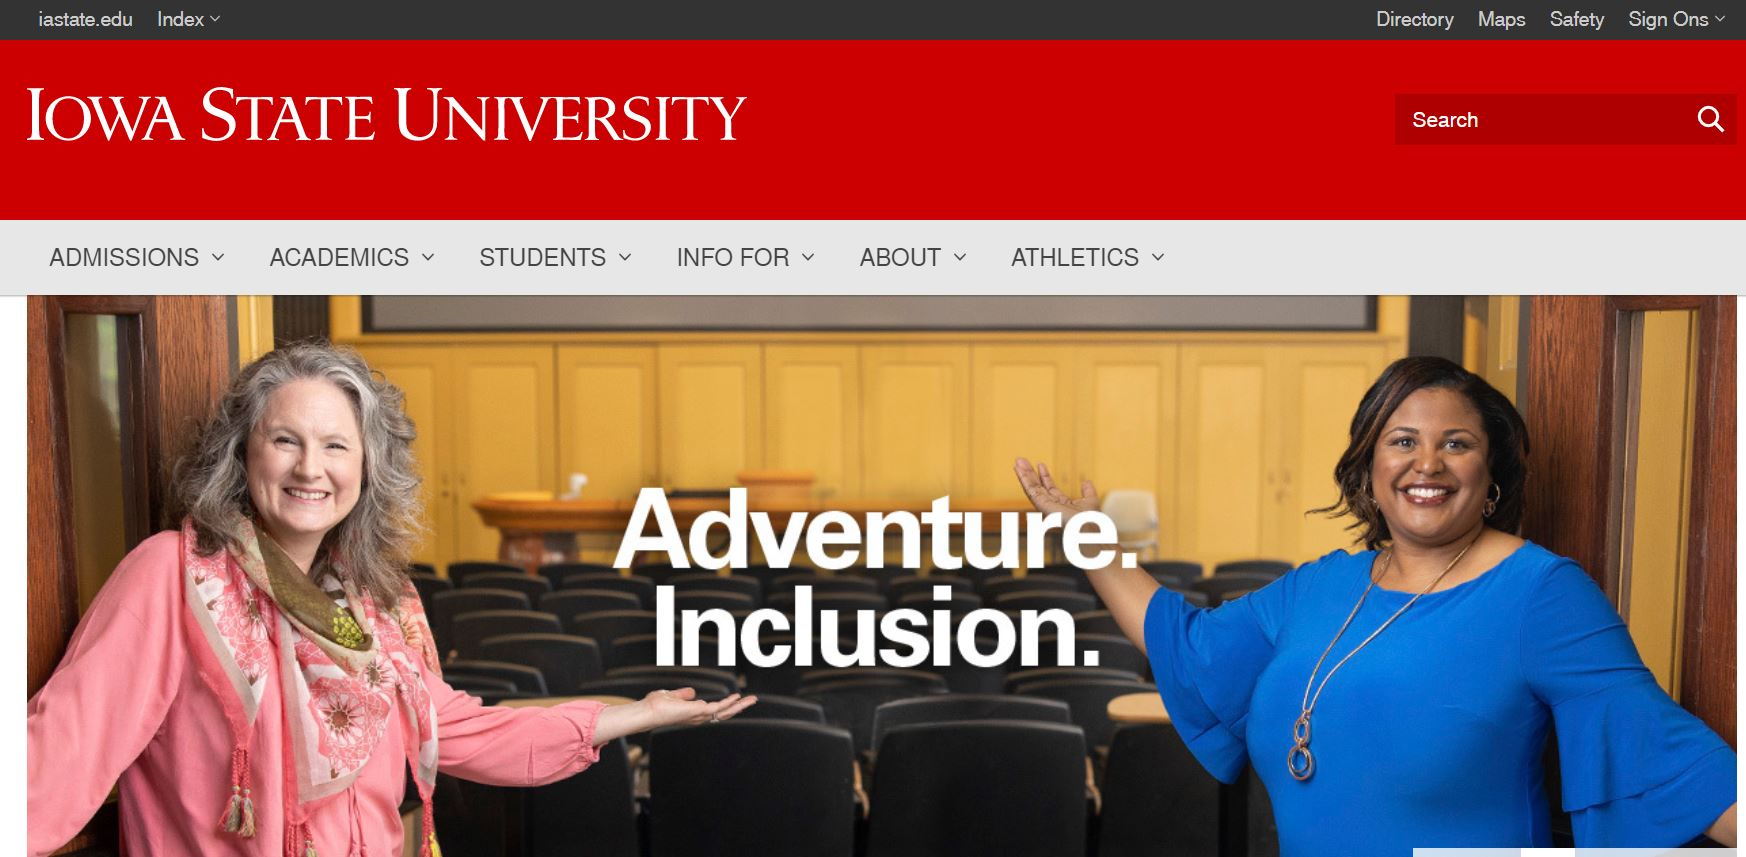 iastate.edu Index Directory Maps Safety Sign Ons
IOWA STATE UNIVERSITY
Search
ADMISSIONS ACADEMICS STUDENTS INFO FOR ABOUT ATHLETICS
Adventure.
Inclusion.